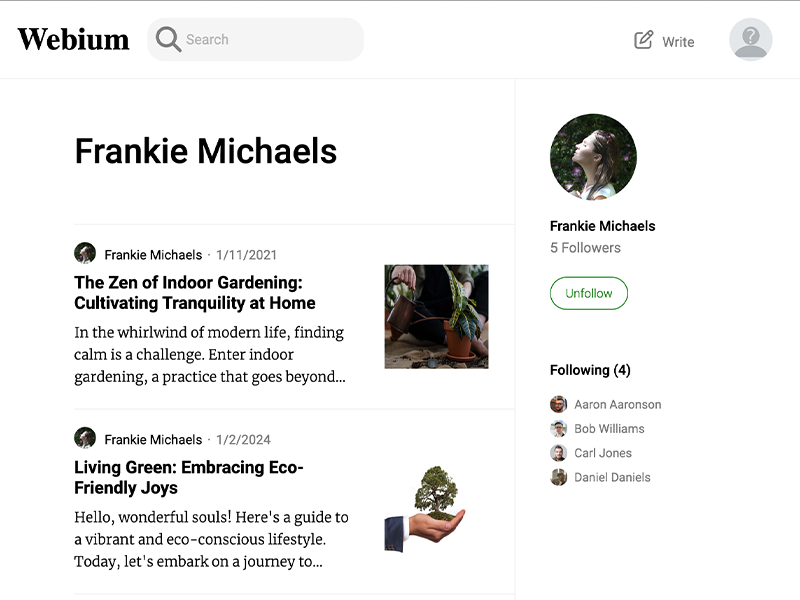 Webium
Search
Write
Frankie Michaels
Frankie Michaels · 1/11/2021
The Zen of Indoor Gardening:
Cultivating Tranquility at Home
In the whirlwind of modern life, finding
calm is a challenge. Enter indoor
gardening, a practice that goes beyond...
Frankie Michaels · 1/2/2024
Living Green: Embracing Eco-
Friendly Joys
Hello, wonderful souls! Here's a guide to
a vibrant and eco-conscious lifestyle.
Today, let's embark on a journey to...
Frankie Michaels
5 Followers
Unfollow
Following (4)
Aaron Aaronson
Bob Williams
Carl Jones
Daniel Daniels